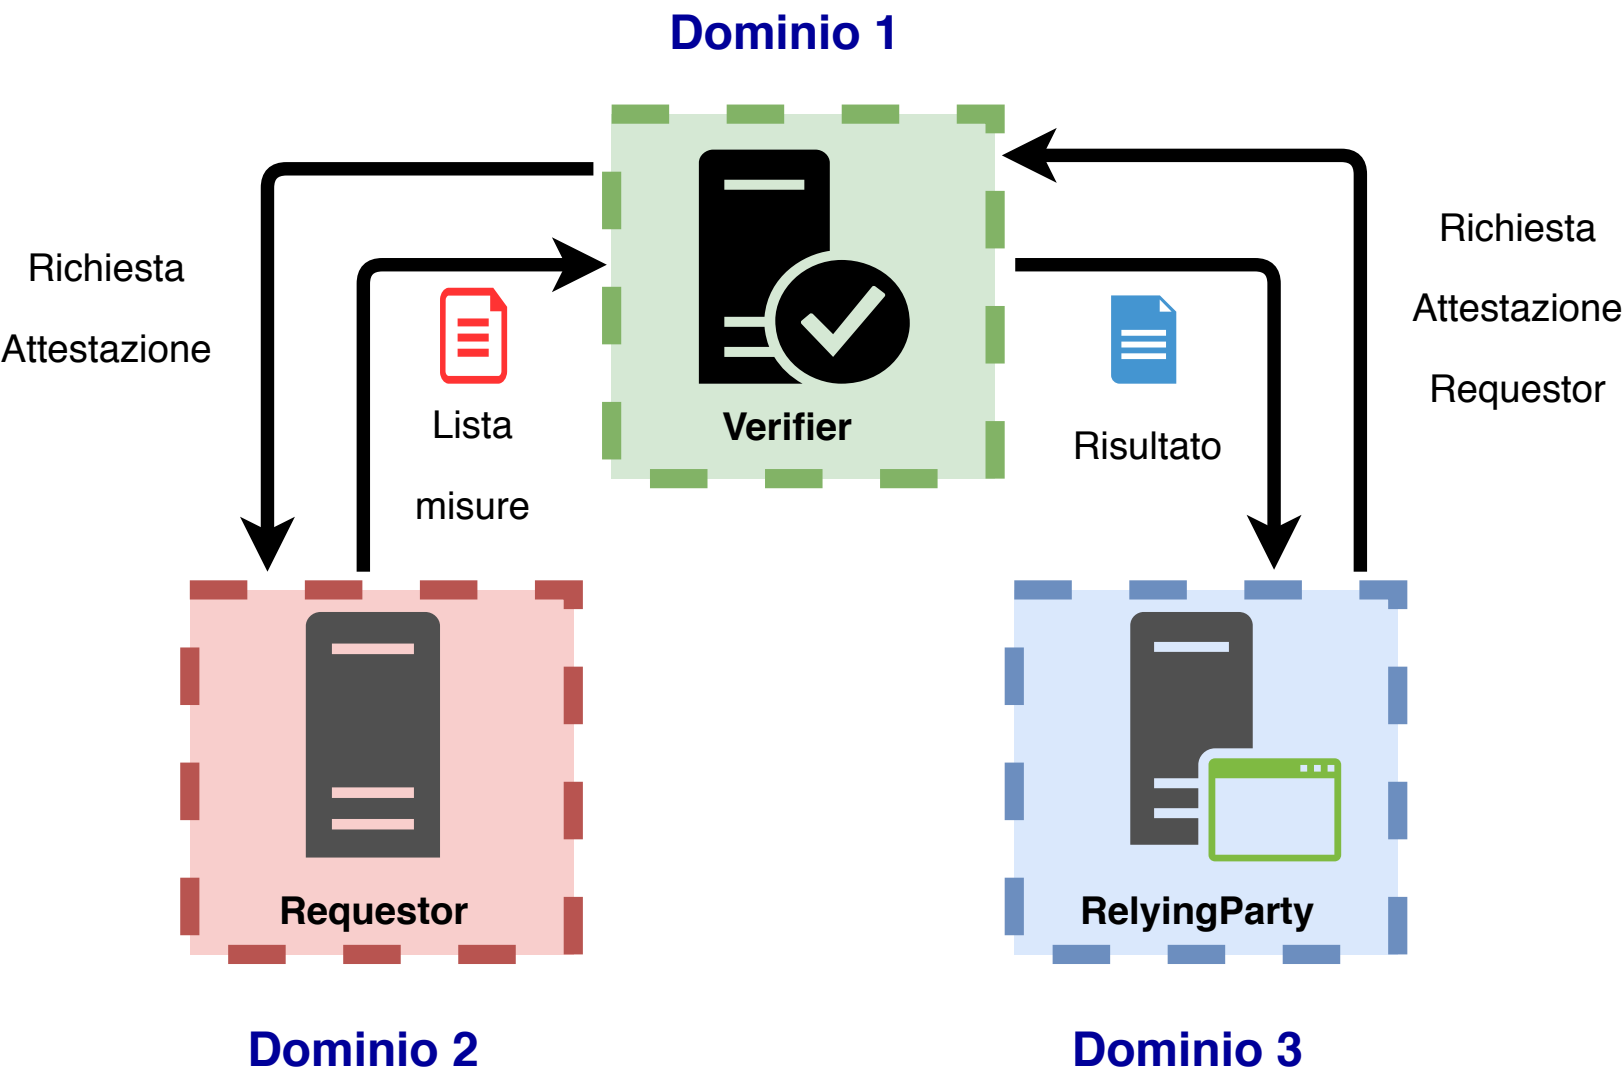 Dominio 1
Richiesta
Attestazione
Lista
misure
Verifier
Risultato
Richiesta
Attestazione
Requestor
Requestor
RelyingParty
Dominio 2
Dominio 3